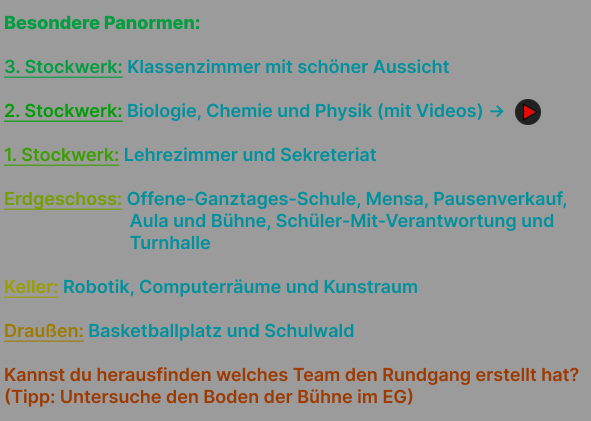 Besondere Panormen:
3. Stockwerk: Klassenzimmer mit schöner Aussicht
2. Stockwerk: Biologie, Chemie und Physik (mit Videos) →
1. Stockwerk: Lehrezimmer und Sekreteriat
Erdgeschoss: Offene-Ganztages-Schule, Mensa, Pausenverkauf,
Aula und Bühne, Schüler-Mit-Verantwortung und
Turnhalle
Keller: Robotik, Computerräume und Kunstraum
Draußen: Basketballplatz und Schulwald
Kannst du herausfinden welches Team den Rundgang erstellt hat?
(Tipp: Untersuche den Boden der Bühne im EG)